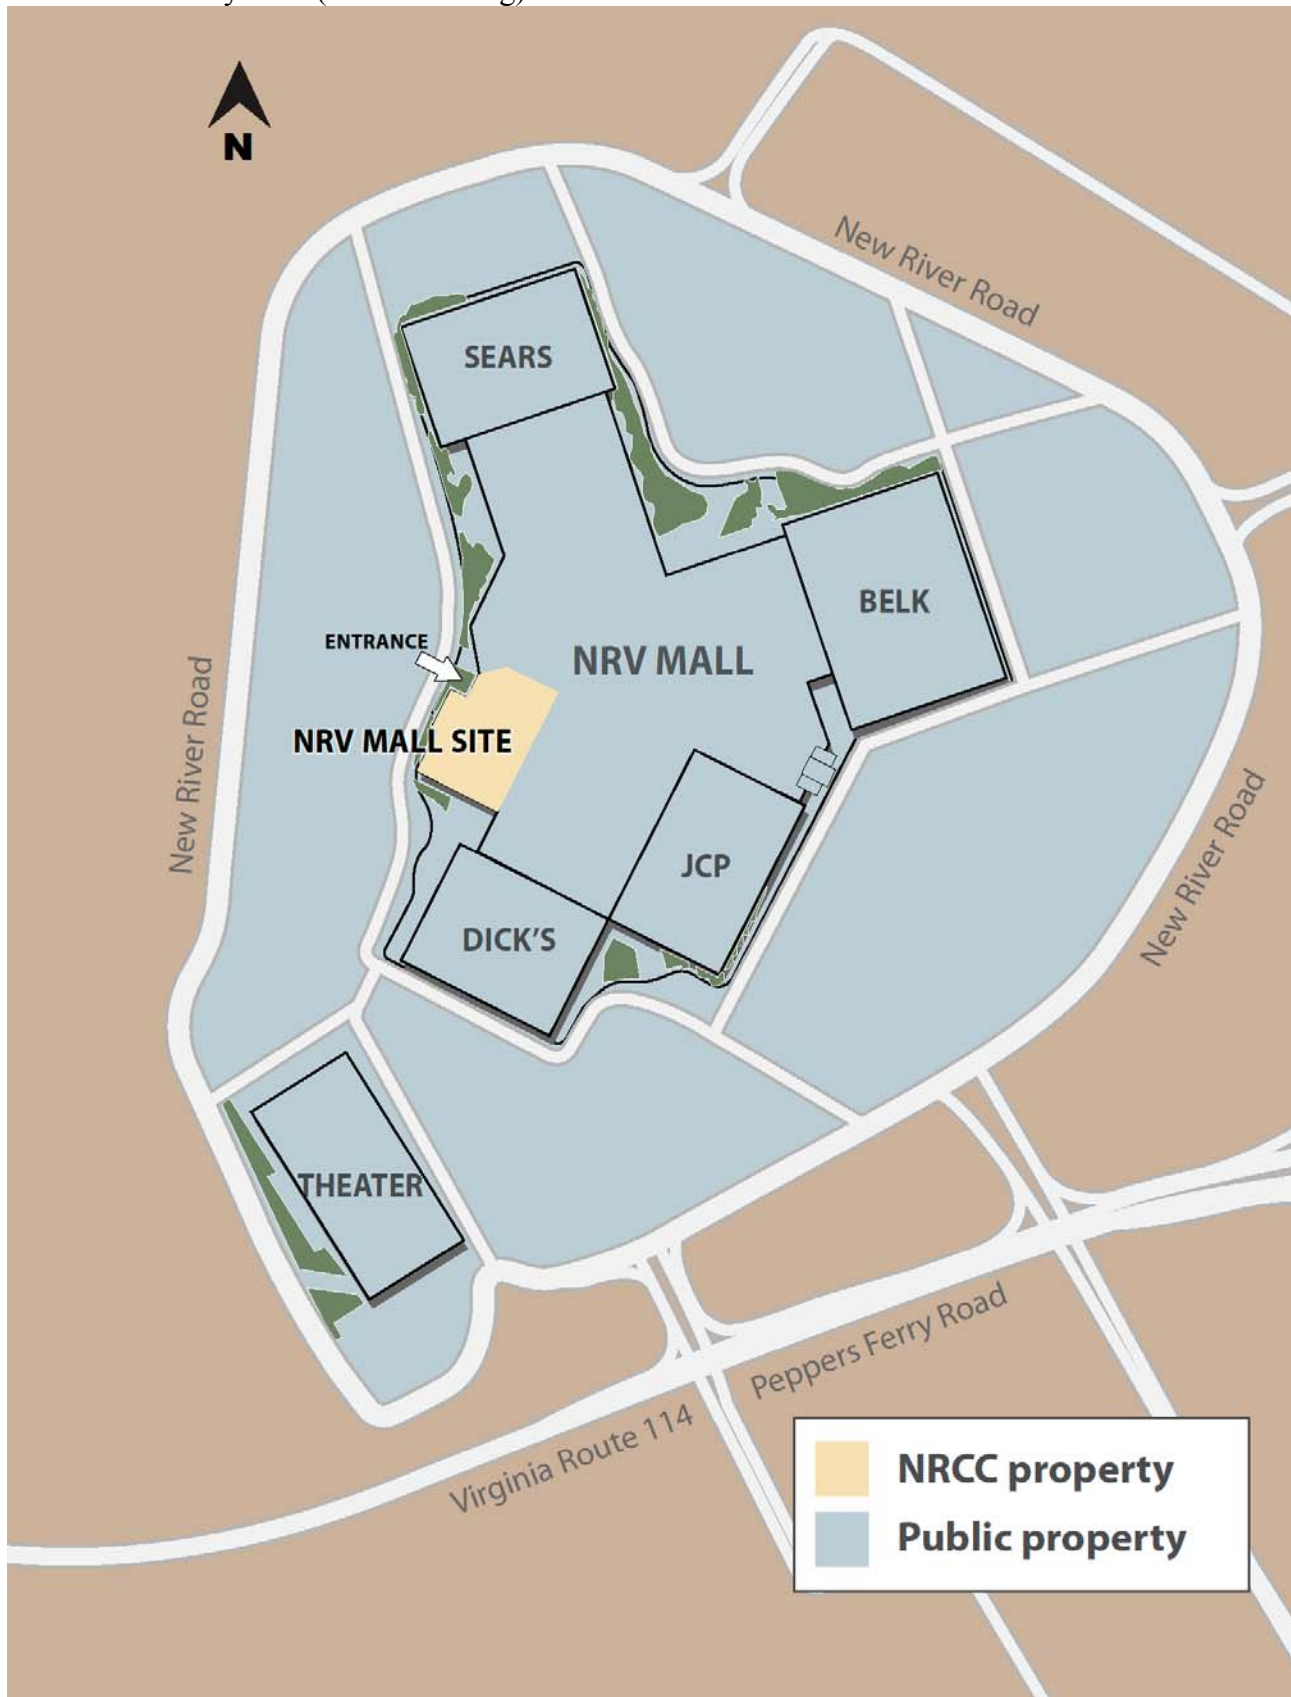 N
New River Road
SEARS
BELK
ENTRANCE
NRV MALL
New River Road
NRV MALL SITE
New River Road
JCP
DICK'S
THEATER
Peppers Ferry Road
Virginia Route 114
NRCC property
Public property